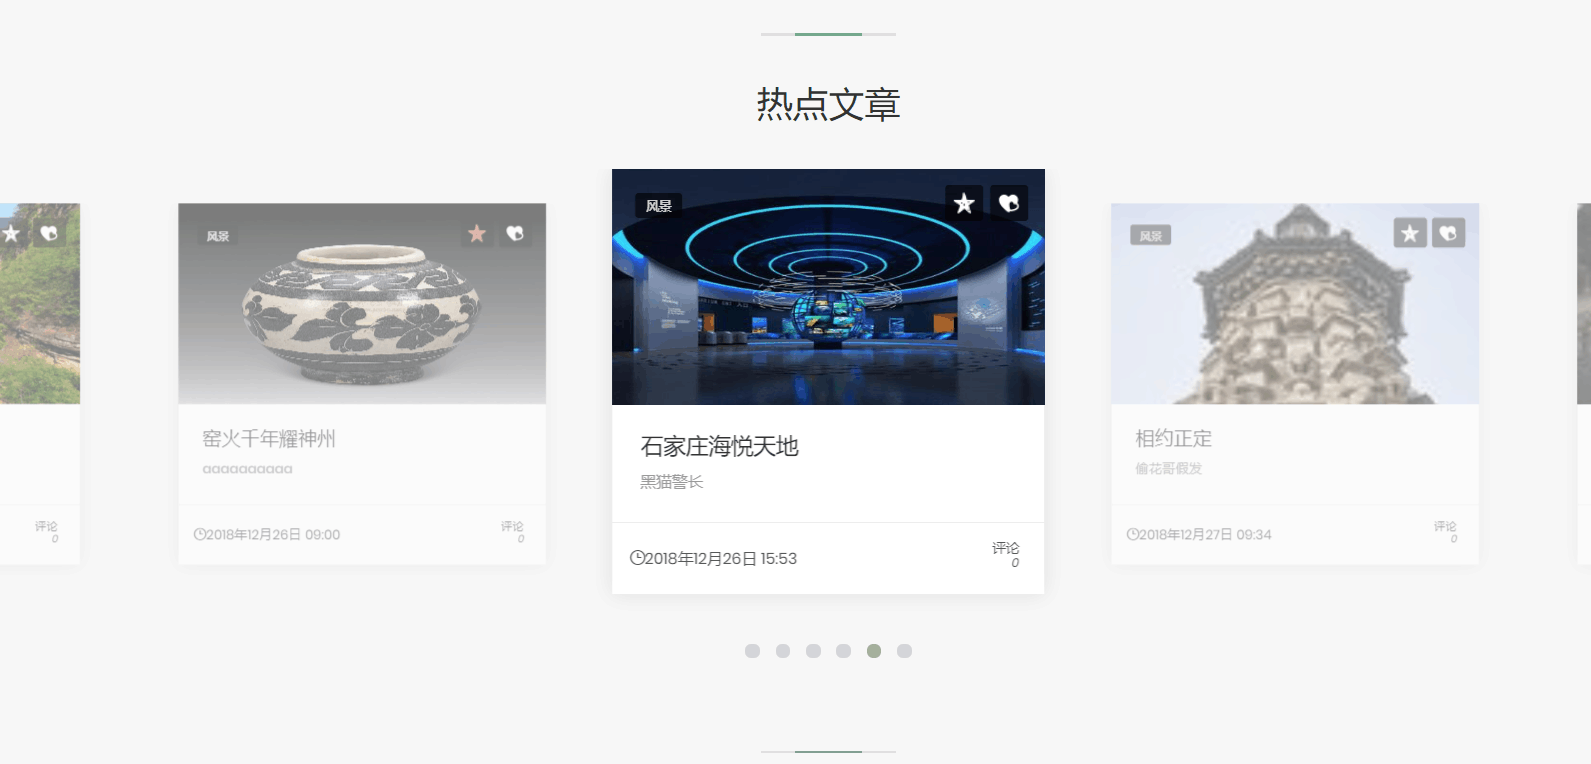 热点文章
评论
0
风景
窑火千年耀神州
aaaaaaaaaa
2018年12月26日 09:00
评论
0
风景
石家庄海悦天地
黑猫警长
2018年12月26日 15:53
评论
0
风景
相约正定
偷花哥假发
2018年12月27日 09:34
评论
0